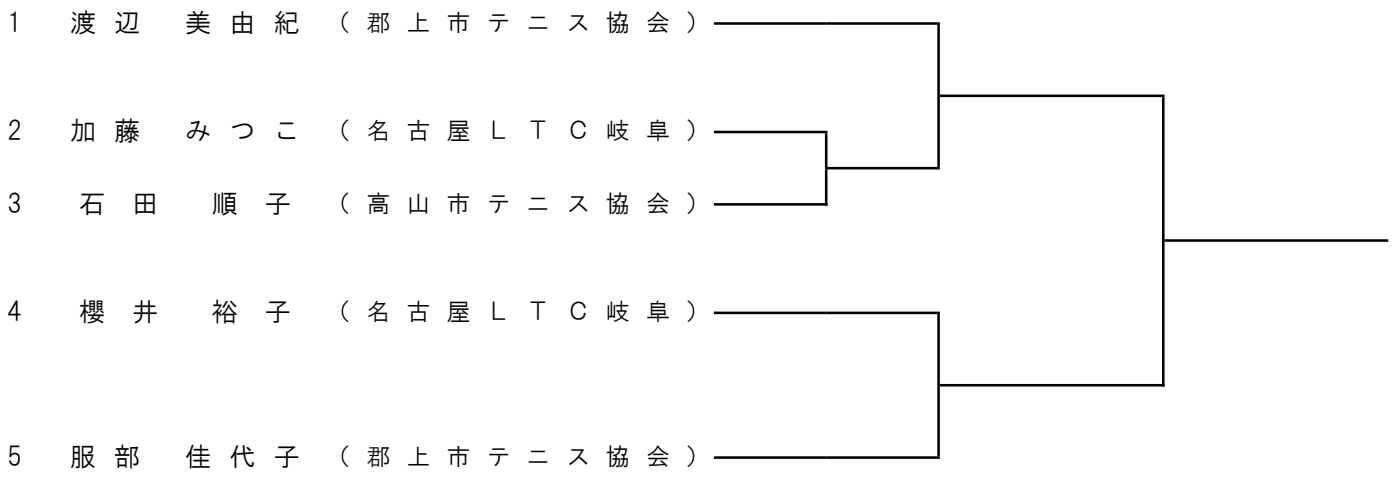 1 渡辺 美由紀 (郡上市テニス協会)
2 加藤 みつこ (名古屋LTC岐阜)
3 石田 順子 (高山市テニス協会)
4 櫻井 裕子 (名古屋LTC岐阜)
5 服部 佳代子 (郡上市テニス協会)